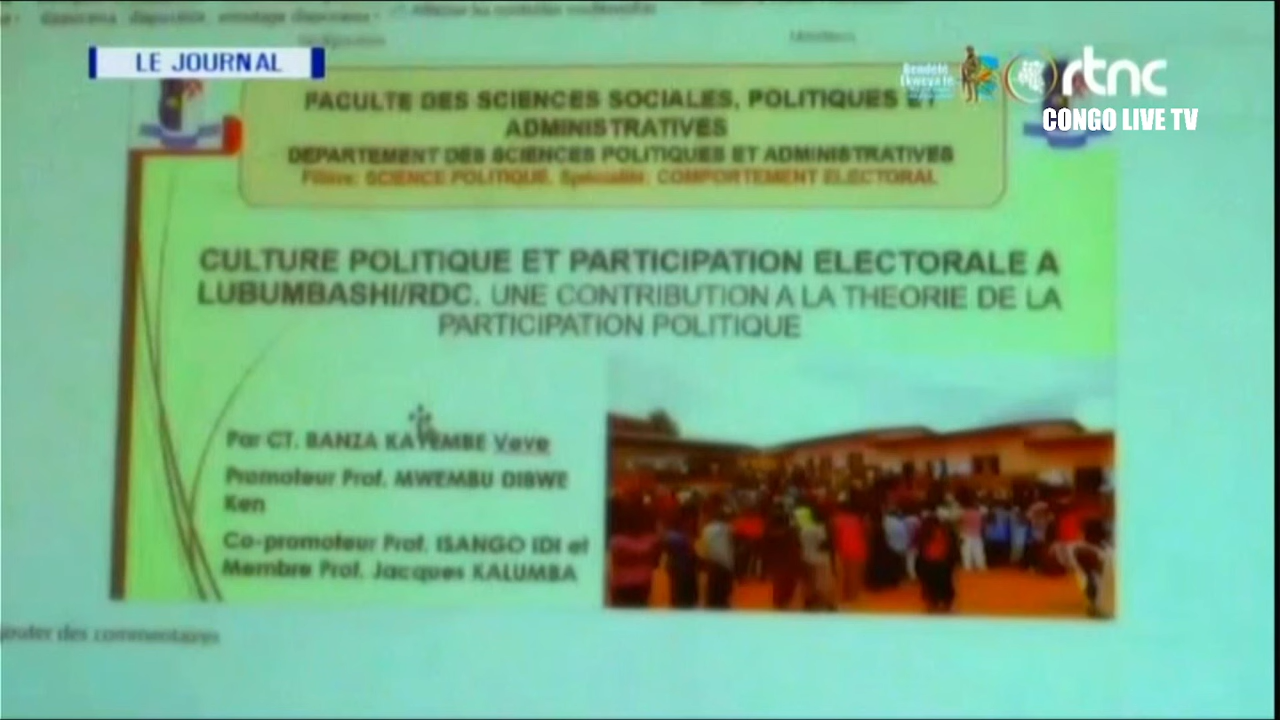 LE JOURNAL
rtnc
CONGO LIVE TV
FACULTE DES SCIENCES SOCIALES, POLITIQUES ET
ADMINISTRATIVES
DEPARTEMENT DES SCIENCES POLITIQUES ET ADMINISTRATIVES
Filière: SCIENCE POLITIQUE. Spécialité: COMPORTEMENT ELECTORAL
CULTURE POLITIQUE ET PARTICIPATION ELECTORALE A
LUBUMBASHI/RDC. UNE CONTRIBUTION A LA THEORIE DE LA
PARTICIPATION POLITIQUE
Par CT. BANZA KAYEMBE Veve
Promoteur Prof. MWEMBU DIBWE
Ken
Co-promoteur Prof. ISANGO IDI et
Membre Prof. Jacques KALUMBA
jouter des commentaires